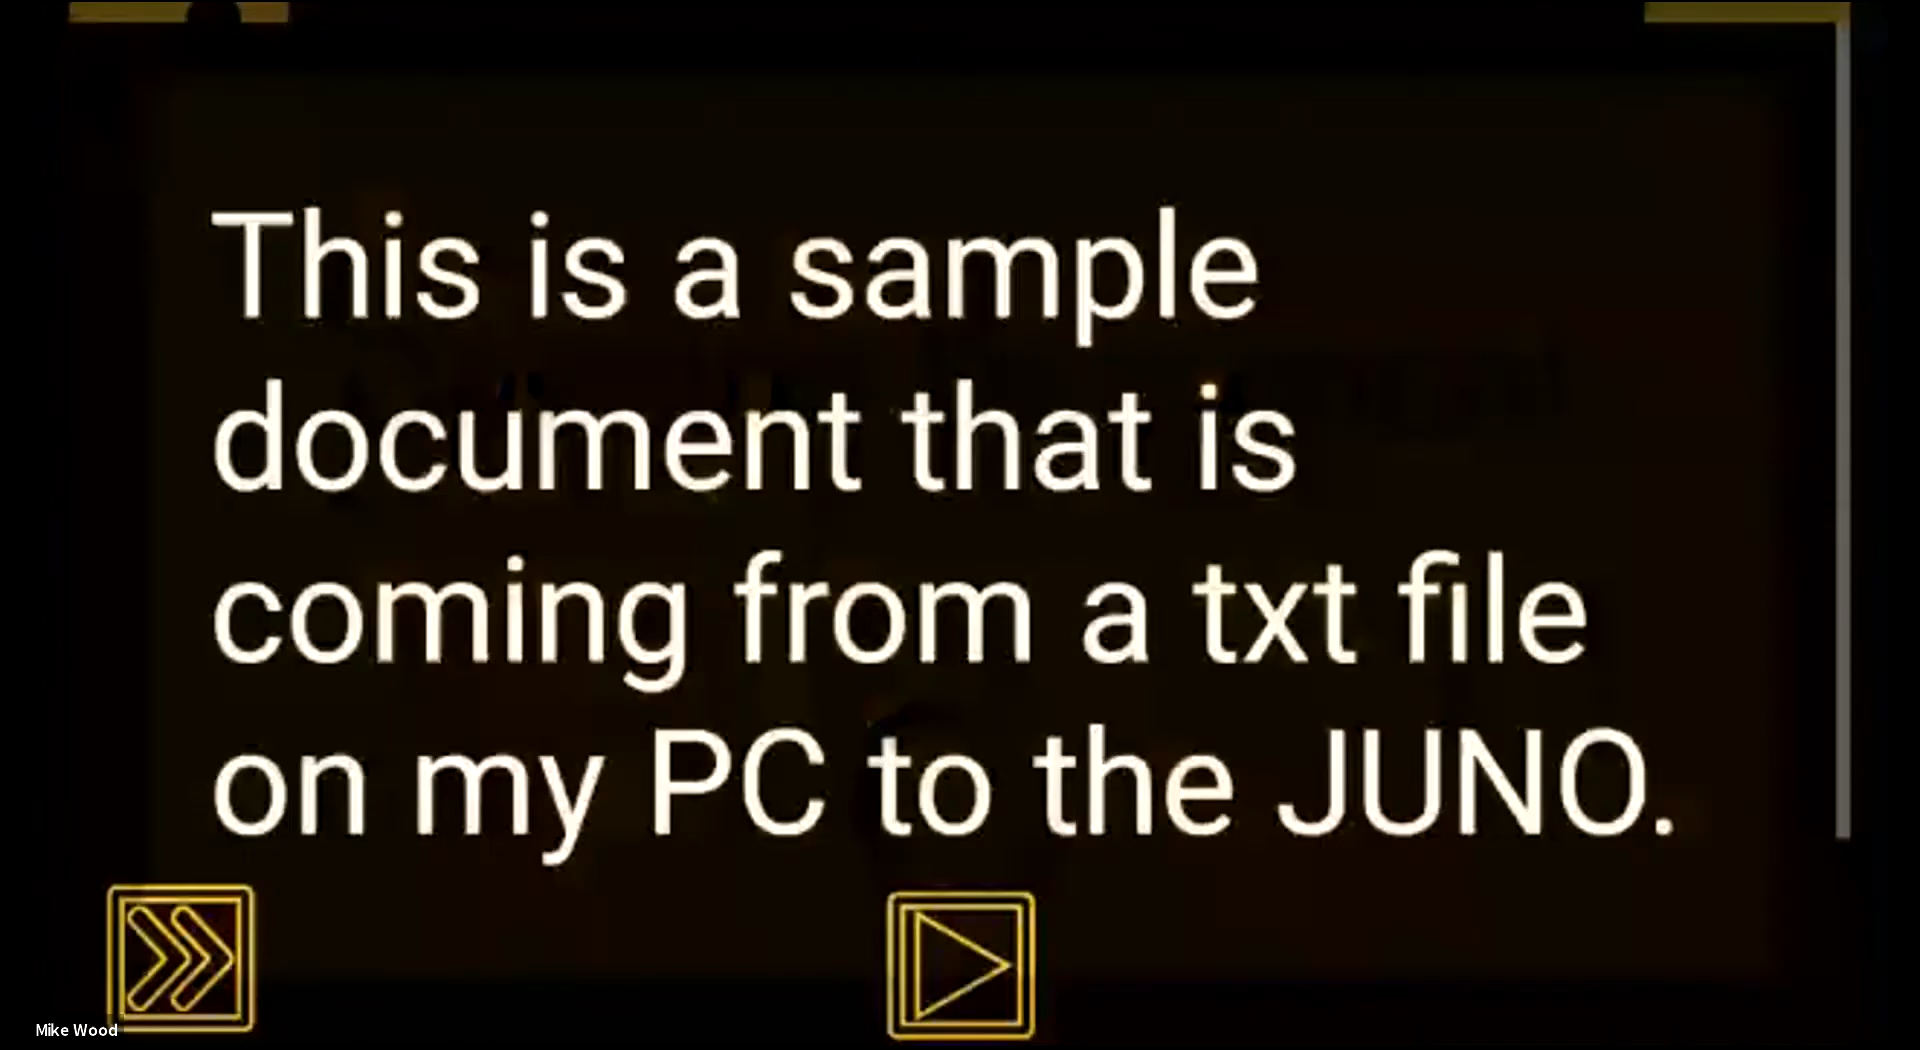 This is a sample
document that is
coming from a txt file
on my PC to the JUNO.
Mike Wood